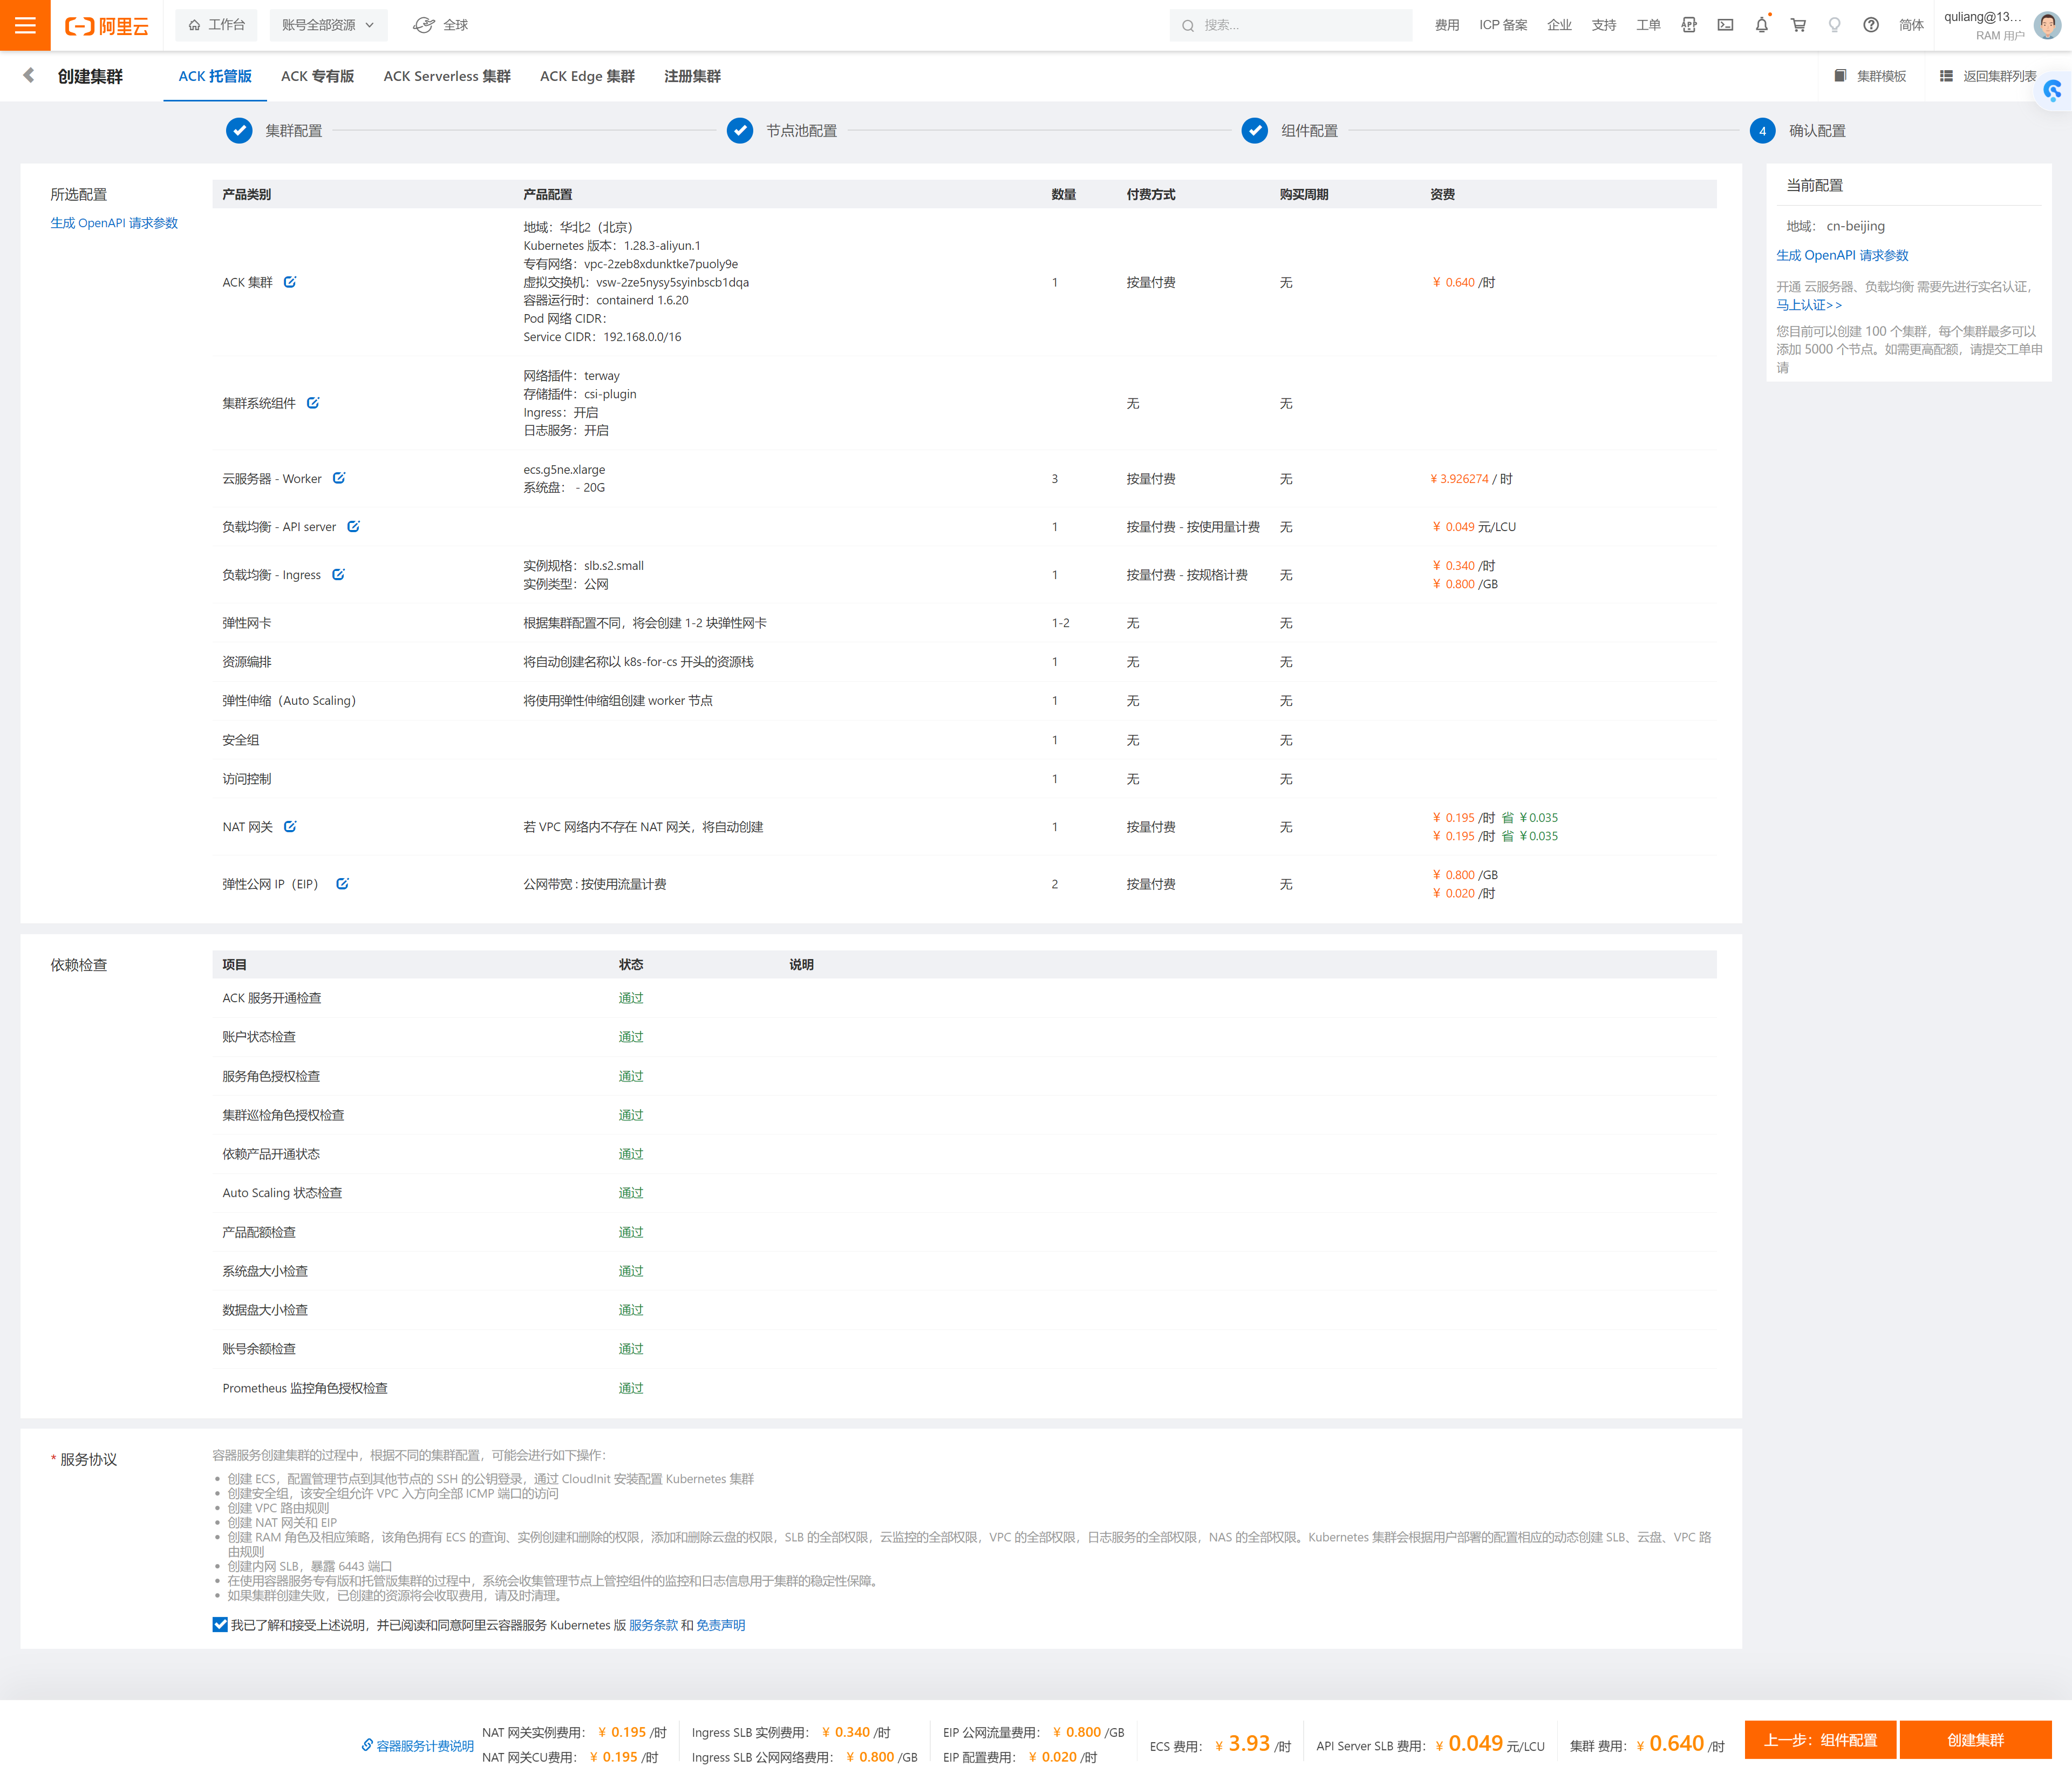 阿里云
工作台
账号全部资源
全球
搜索...
费用
ICP 备案
企业
支持
工单
简体
quliang@13...
RAM 用户
创建集群
ACK 托管版
ACK 专有版
ACK Serverless 集群
ACK Edge 集群
注册集群
集群模板
返回集群列表
集群配置
节点池配置
组件配置
4 确认配置
所选配置
生成 OpenAPI 请求参数
产品类别 产品配置 数量 付费方式 购买周期 资费
地域：华北2（北京）
Kubernetes 版本：1.28.3-aliyun.1
专有网络：vpc-2zeb8xdunktke7puoly9e
ACK 集群 虚拟交换机：vsw-2ze5nysy5syinbscb1dqa 1 按量付费 无 ￥ 0.640 /时
容器运行时：containerd 1.6.20
Pod 网络 CIDR：
Service CIDR：192.168.0.0/16
网络插件：terway
存储插件：csi-plugin
集群系统组件 无 无
Ingress：开启
日志服务：开启
ecs.g5ne.xlarge
云服务器 - Worker 3 按量付费 无 ¥ 3.926274 / 时
系统盘： - 20G
负载均衡 - API server 1 按量付费 - 按使用量计费 无 ￥ 0.049 元/LCU
实例规格：slb.s2.small ￥ 0.340 /时
负载均衡 - Ingress 1 按量付费 - 按规格计费 无
实例类型：公网 ￥ 0.800 /GB
弹性网卡 根据集群配置不同，将会创建 1-2 块弹性网卡 1-2 无 无
资源编排 将自动创建名称以 k8s-for-cs 开头的资源栈 1 无 无
弹性伸缩（Auto Scaling） 将使用弹性伸缩组创建 worker 节点 1 无 无
安全组 1 无 无
访问控制 1 无 无
￥ 0.195 /时 省 ￥0.035
NAT 网关 若 VPC 网络内不存在 NAT 网关，将自动创建 1 按量付费 无
￥ 0.195 /时 省 ￥0.035
￥ 0.800 /GB
弹性公网 IP（EIP） 公网带宽 : 按使用流量计费 2 按量付费 无
￥ 0.020 /时
当前配置
地域： cn-beijing
生成 OpenAPI 请求参数
开通 云服务器、负载均衡 需要先进行实名认证，
马上认证>>
您目前可以创建 100 个集群，每个集群最多可以
添加 5000 个节点。如需更高配额，请提交工单申
请
依赖检查
项目 状态 说明
ACK 服务开通检查 通过
账户状态检查 通过
服务角色授权检查 通过
集群巡检角色授权检查 通过
依赖产品开通状态 通过
Auto Scaling 状态检查 通过
产品配额检查 通过
系统盘大小检查 通过
数据盘大小检查 通过
账号余额检查 通过
Prometheus 监控角色授权检查 通过
* 服务协议
容器服务创建集群的过程中，根据不同的集群配置，可能会进行如下操作：
• 创建 ECS，配置管理节点到其他节点的 SSH 的公钥登录，通过 CloudInit 安装配置 Kubernetes 集群
• 创建安全组，该安全组允许 VPC 入方向全部 ICMP 端口的访问
• 创建 VPC 路由规则
• 创建 NAT 网关和 EIP
• 创建 RAM 角色及相应策略，该角色拥有 ECS 的查询、实例创建和删除的权限，添加和删除云盘的权限，SLB 的全部权限，云监控的全部权限，VPC 的全部权限，日志服务的全部权限，NAS 的全部权限。Kubernetes 集群会根据用户部署的配置相应的动态创建 SLB、云盘、VPC 路
由规则
• 创建内网 SLB，暴露 6443 端口
• 在使用容器服务专有版和托管版集群的过程中，系统会收集管理节点上管控组件的监控和日志信息用于集群的稳定性保障。
• 如果集群创建失败，已创建的资源将会收取费用，请及时清理。
我已了解和接受上述说明，并已阅读和同意阿里云容器服务 Kubernetes 版 服务条款 和 免责声明
容器服务计费说明
NAT 网关实例费用： ￥ 0.195 /时
NAT 网关CU费用： ￥ 0.195 /时
Ingress SLB 实例费用： ￥ 0.340 /时
Ingress SLB 公网网络费用： ￥ 0.800 /GB
EIP 公网流量费用： ￥ 0.800 /GB
EIP 配置费用： ￥ 0.020 /时
ECS 费用： ￥ 3.93 /时
API Server SLB 费用： ￥ 0.049 元/LCU
集群 费用： ￥ 0.640 /时
上一步：组件配置
创建集群